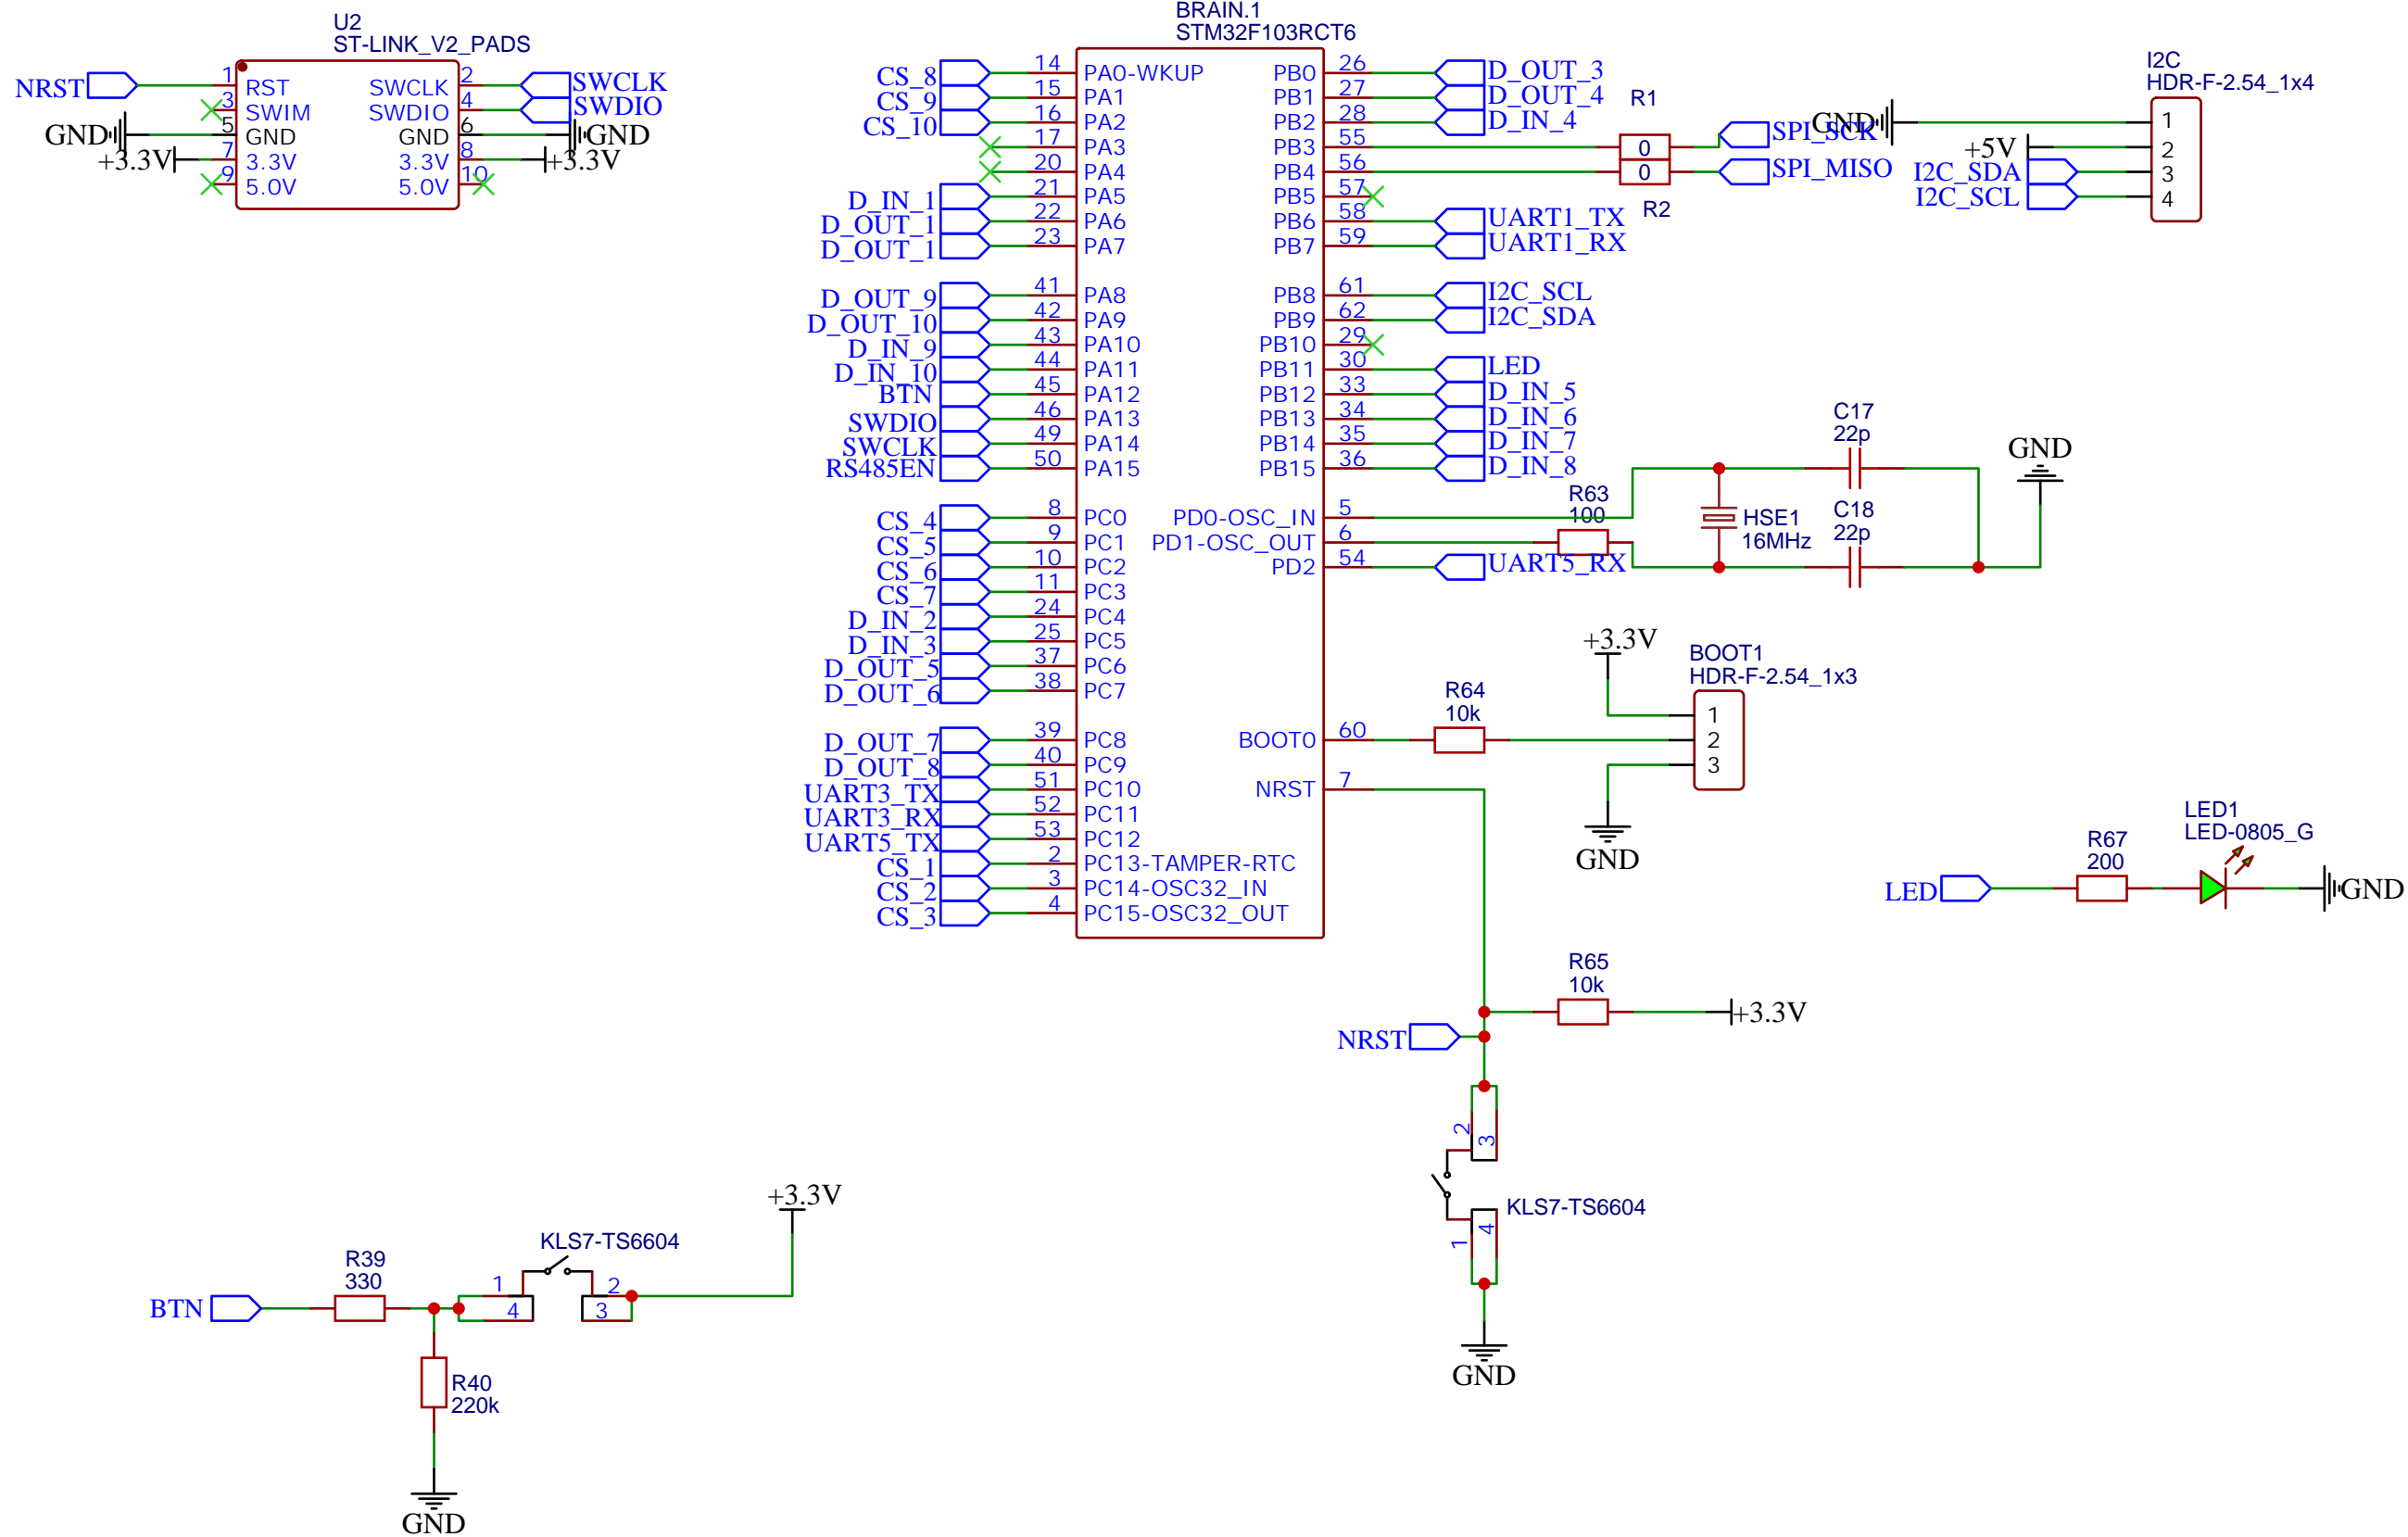 U2
ST-LINK_V2_PADS
NRST
1
RST
SWCLK
2
SWCLK
3
SWIM
SWDIO
4
SWDIO
GND
5
GND
GND
6
GND
+3.3V
7
3.3V
3.3V
8
+3.3V
9
5.0V
5.0V
10
BRAIN.1
STM32F103RCT6
CS_8
14
PA0-WKUP
CS_9
15
PA1
CS_10
16
PA2
17
PA3
20
PA4
D_IN_1
21
PA5
D_OUT_1
22
PA6
D_OUT_1
23
PA7
D_OUT_9
41
PA8
D_OUT_10
42
PA9
D_IN_9
43
PA10
D_IN_10
44
PA11
BTN
45
PA12
SWDIO
46
PA13
SWCLK
49
PA14
RS485EN
50
PA15
CS_4
8
PC0
CS_5
9
PC1
CS_6
10
PC2
CS_7
11
PC3
D_IN_2
24
PC4
D_IN_3
25
PC5
D_OUT_5
37
PC6
D_OUT_6
38
PC7
D_OUT_7
39
PC8
D_OUT_8
40
PC9
UART3_TX
51
PC10
UART3_RX
52
PC11
UART5_TX
53
PC12
CS_1
2
PC13-TAMPER-RTC
CS_2
3
PC14-OSC32_IN
CS_3
4
PC15-OSC32_OUT
PB0
26
D_OUT_3
PB1
27
D_OUT_4
PB2
28
D_IN_4
PB3
55
R1
0
SPI_SCK
PB4
56
0
R2
SPI_MISO
PB5
57
PB6
58
UART1_TX
PB7
59
UART1_RX
PB8
61
I2C_SCL
PB9
62
I2C_SDA
PB10
29
PB11
30
LED
PB12
33
D_IN_5
PB13
34
D_IN_6
PB14
35
D_IN_7
PB15
36
D_IN_8
PD0-OSC_IN
5
PD1-OSC_OUT
6
R63
100
PD2
54
UART5_RX
BOOT0
60
NRST
7
I2C
HDR-F-2.54_1x4
GND
1
+5V
2
I2C_SDA
3
I2C_SCL
4
C17
22p
HSE1
16MHz
C18
22p
GND
+3.3V
BOOT1
HDR-F-2.54_1x3
R64
10k
1
2
3
GND
LED1
LED-0805_G
R67
200
LED
GND
R65
10k
+3.3V
NRST
2
3
KLS7-TS6604
1
4
GND
+3.3V
KLS7-TS6604
R39
330
BTN
1
4
2
3
R40
220k
GND